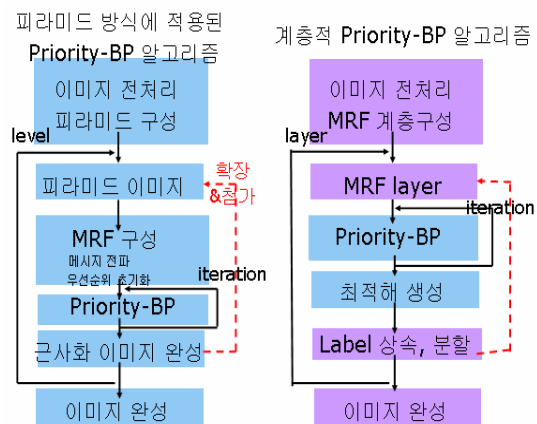 피라미드 방식에 적용된
Priority-BP 알고리즘
이미지 전처리
피라미드 구성
level
피라미드 이미지
확장
&첨가
MRF 구성
메시지 전파
우선순위 초기화
iteration
Priority-BP
근사화 이미지 완성
이미지 완성
계층적 Priority-BP 알고리즘
이미지 전처리
MRF 계층구성
layer
MRF layer
iteration
Priority-BP
최적해 생성
Label 상속, 분할
이미지 완성